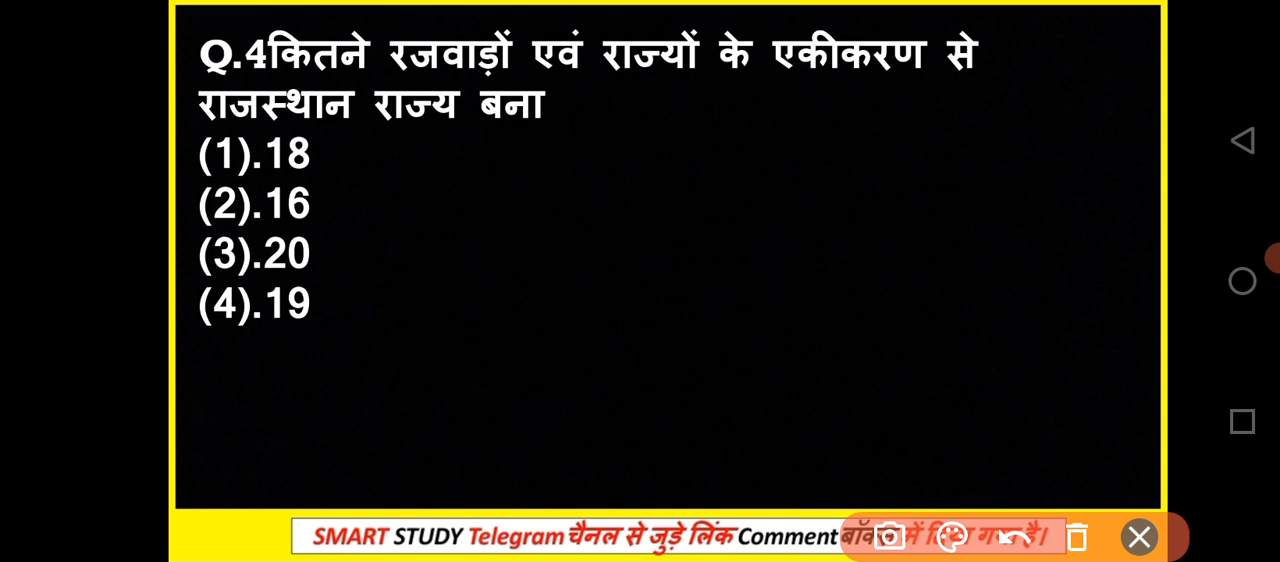 Q.4कितने रजवाड़ों एवं राज्यों के एकीकरण से
राजस्थान राज्य बना
(1).18
(2).16
(3).20
(4).19
SMART STUDY Telegram चैनल से जुड़े लिंक Comment बॉक्स में दिया गया है।